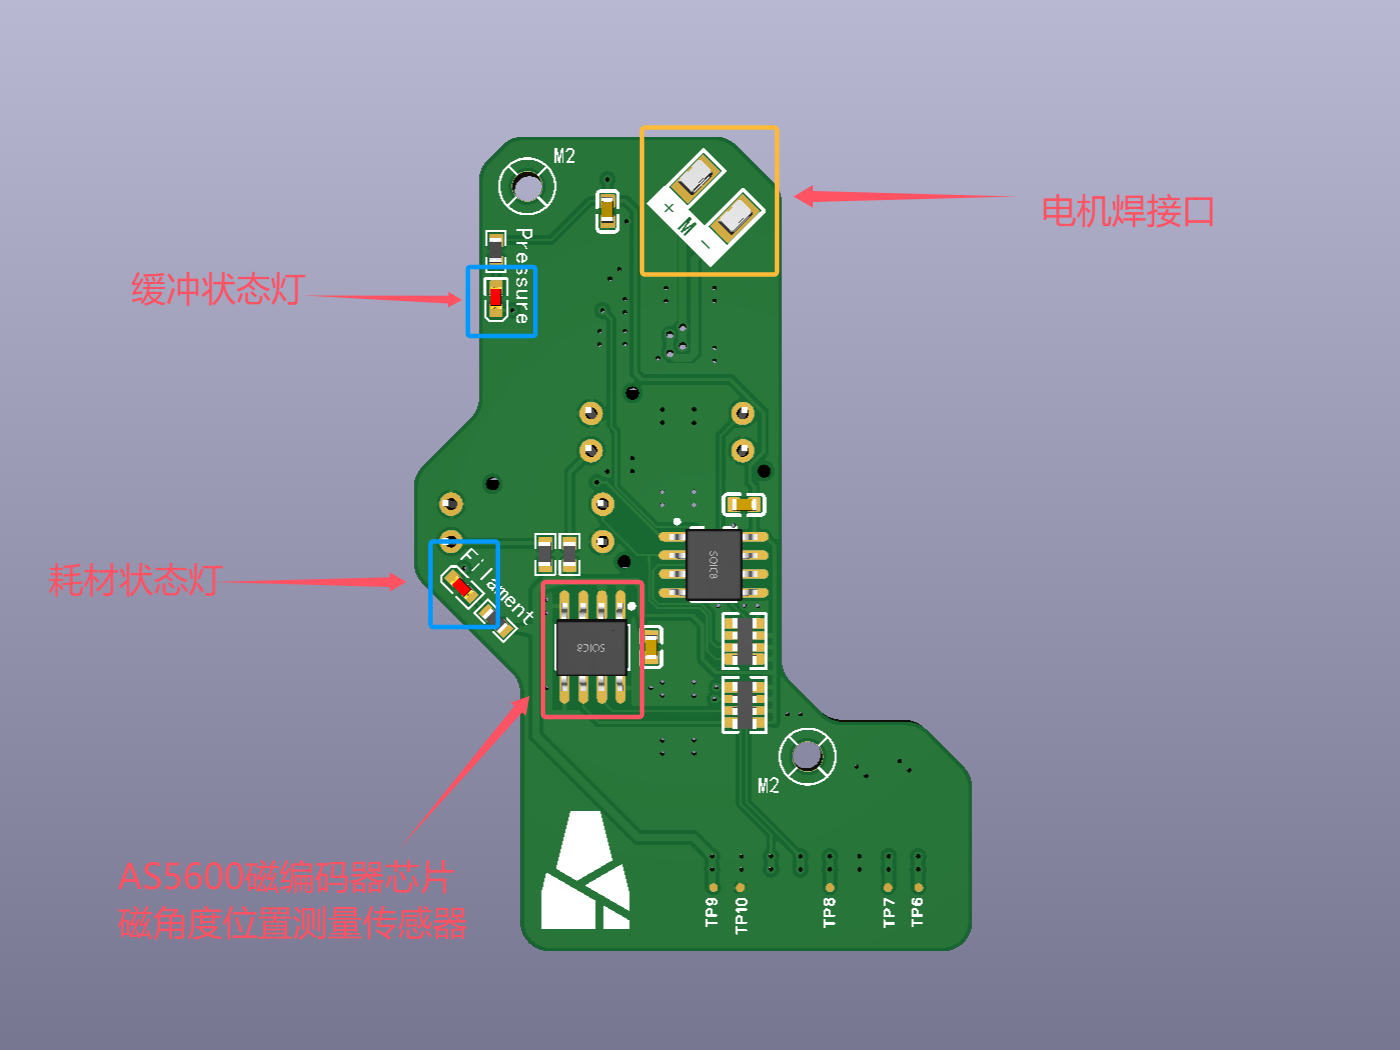 M2
+
M
-
电机焊接口
Pressure
缓冲状态灯
Filament
耗材状态灯
SOIC8
SOIC8
M2
AS5600磁编码器芯片
磁角度位置测量传感器
TP9
TP10
TP8
TP7
TP6